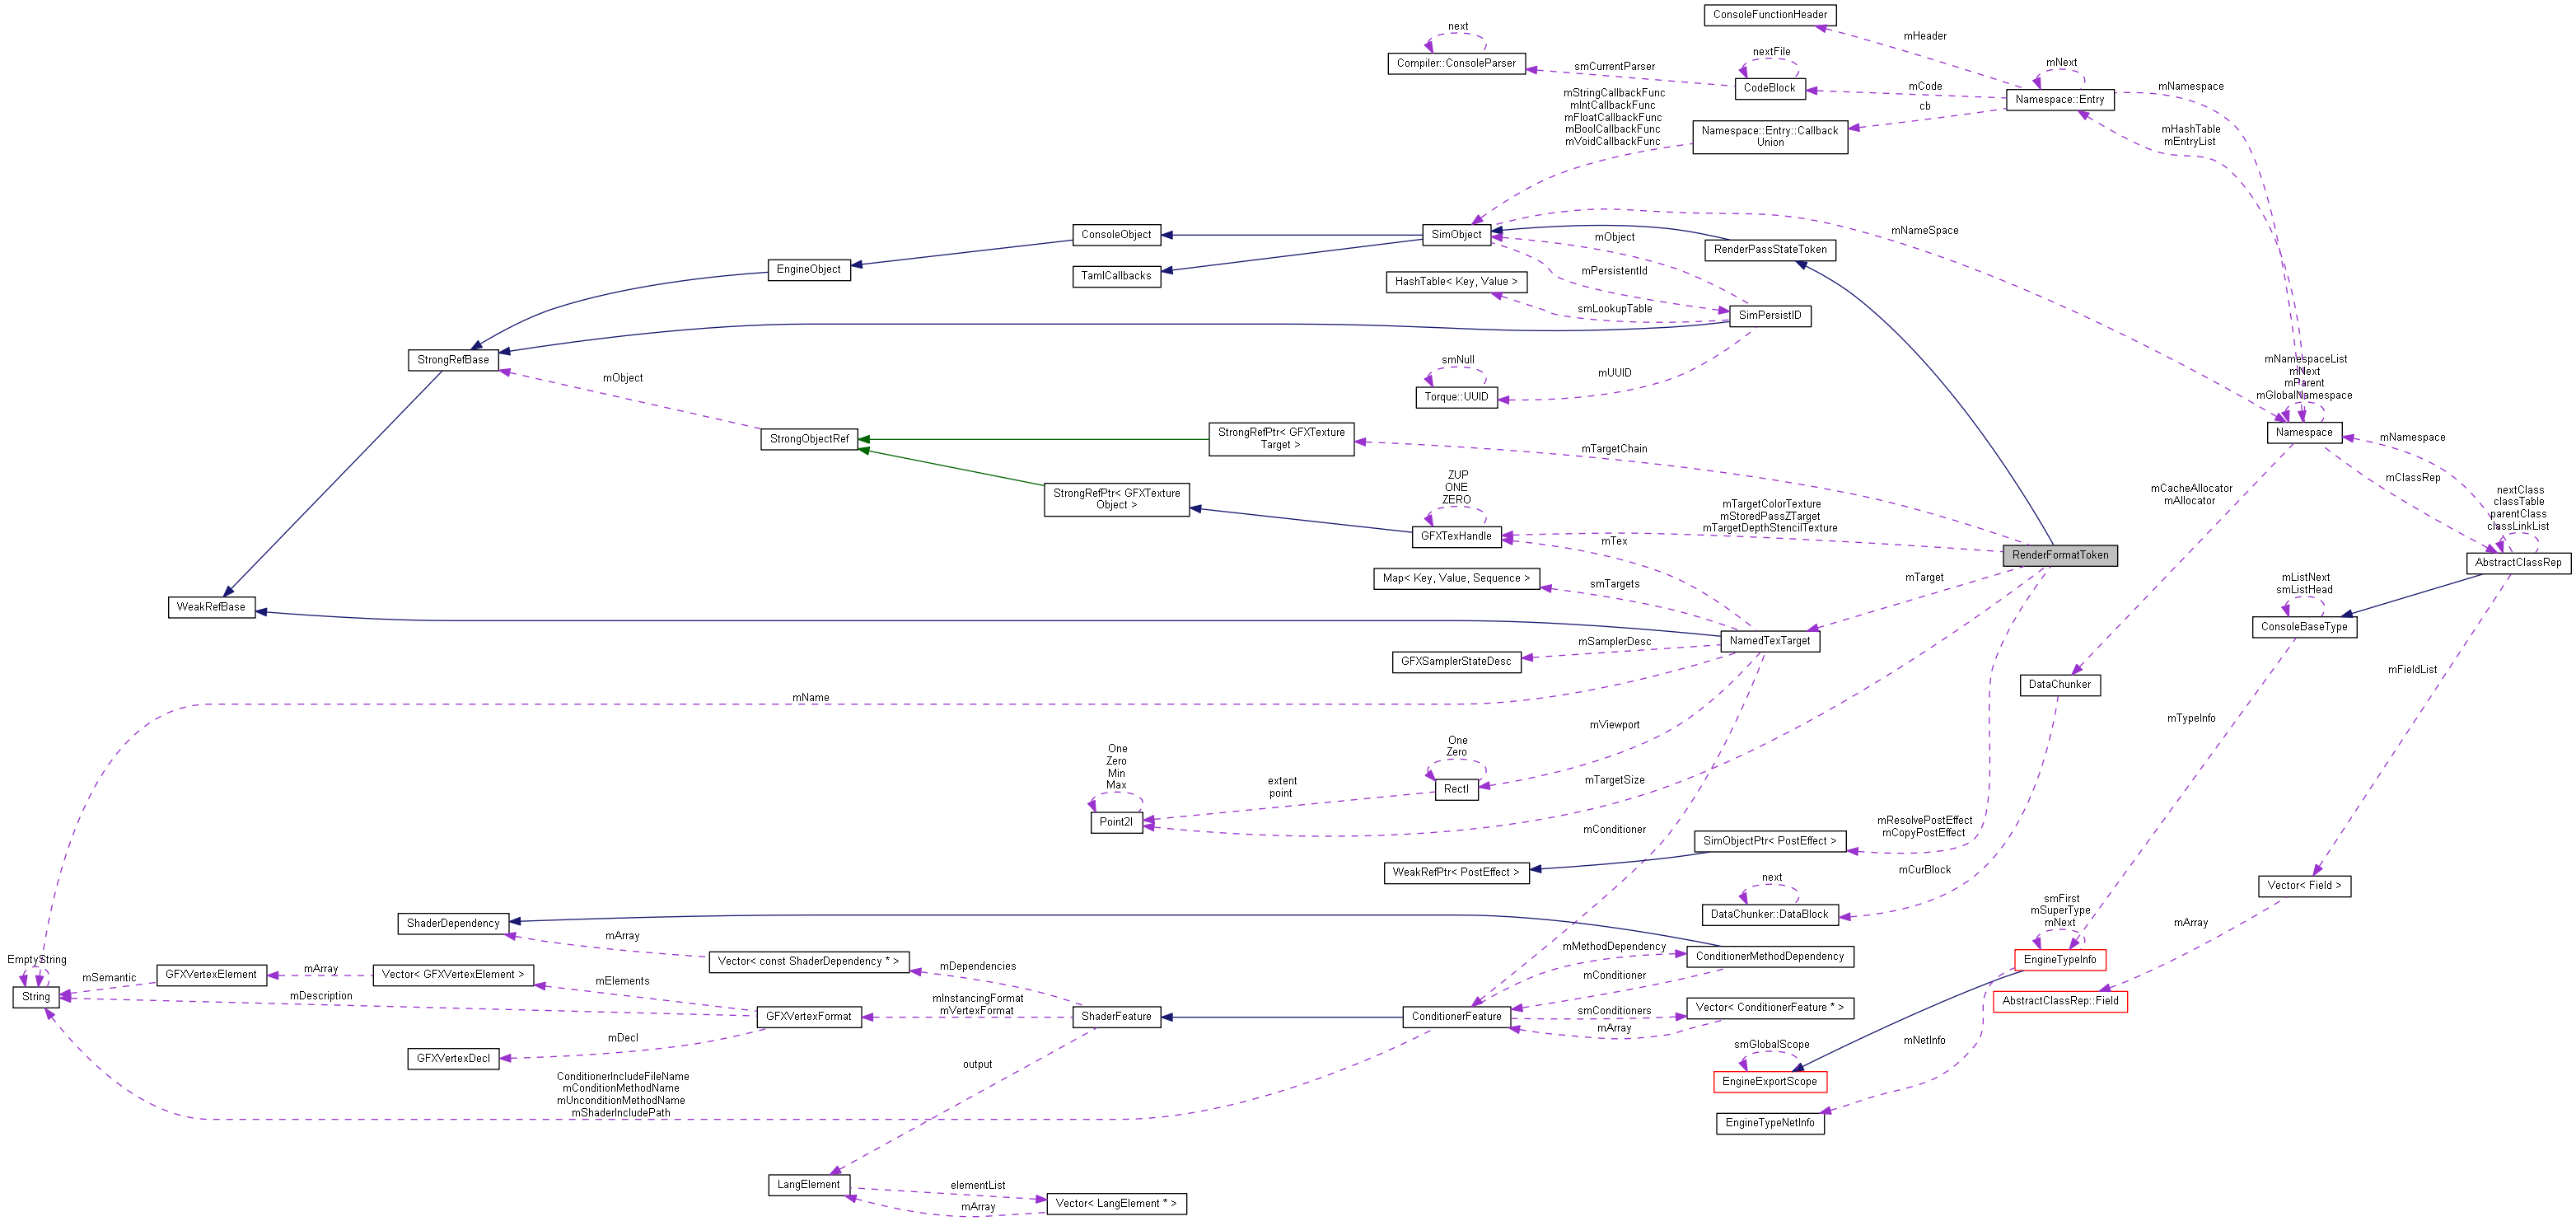 ConsoleFunctionHeader
next
mHeader
nextFile
Compiler::ConsoleParser
smCurrentParser
mNext
CodeBlock
mCode
mNamespace
Namespace::Entry
mStringCallbackFunc
mIntCallbackFunc
mFloatCallbackFunc
mBoolCallbackFunc
mVoidCallbackFunc
cb
Namespace::Entry::Callback
Union
mHashTable
mEntryList
ConsoleObject
SimObject
mObject
mNameSpace
RenderPassStateToken
EngineObject
TamlCallbacks
mPersistentId
HashTable< Key, Value >
smLookupTable
SimPersistID
StrongRefBase
smNull
mNamespaceList
mNext
mParent
mGlobalNamespace
mObject
mUUID
Torque::UUID
StrongObjectRef
StrongRefPtr< GFXTexture
Target >
mTargetChain
Namespace
mNamespace
mClassRep
StrongRefPtr< GFXTexture
Object >
ZUP
ONE
ZERO
mTargetColorTexture
mStoredPassZTarget
mTargetDepthStencilTexture
mCacheAllocator
mAllocator
nextClass
classTable
parentClass
classLinkList
GFXTexHandle
mTex
RenderFormatToken
AbstractClassRep
Map< Key, Value, Sequence >
smTargets
mTarget
mListNext
smListHead
WeakRefBase
ConsoleBaseType
NamedTexTarget
mSamplerDesc
GFXSamplerStateDesc
mFieldList
DataChunker
mName
mViewport
mTypeInfo
One
Zero
Min
Max
One
Zero
extent
point
RectI
mTargetSize
Point2I
mConditioner
mResolvePostEffect
mCopyPostEffect
SimObjectPtr< PostEffect >
WeakRefPtr< PostEffect >
mCurBlock
next
DataChunker::DataBlock
Vector< Field >
smFirst
mSuperType
mNext
ShaderDependency
mArray
mArray
mMethodDependency
ConditionerMethodDependency
EngineTypeInfo
EmptyString
mSemantic
GFXVertexElement
mArray
Vector< GFXVertexElement >
mElements
Vector< const ShaderDependency * >
mDependencies
mConditioner
String
mDescription
mInstancingFormat
mVertexFormat
AbstractClassRep::Field
GFXVertexFormat
ShaderFeature
ConditionerFeature
smConditioners
Vector< ConditionerFeature * >
mArray
mDecl
GFXVertexDecl
output
smGlobalScope
mNetInfo
ConditionerIncludeFileName
mConditionMethodName
mUnconditionMethodName
mShaderIncludePath
EngineExportScope
EngineTypeNetInfo
LangElement
elementList
mArray
Vector< LangElement * >